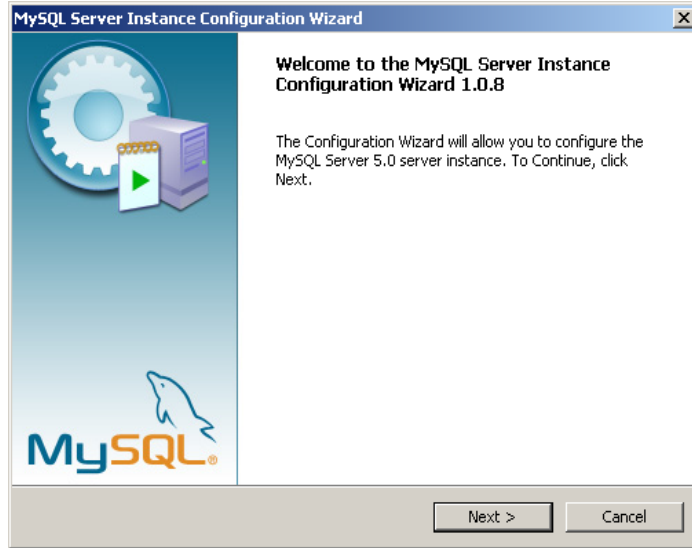 MySQL Server Instance Configuration Wizard
Welcome to the MySQL Server Instance
Configuration Wizard 1.0.8
The Configuration Wizard will allow you to configure the
MySQL Server 5.0 server instance. To Continue, click
Next.
MySQL®
Next >
Cancel